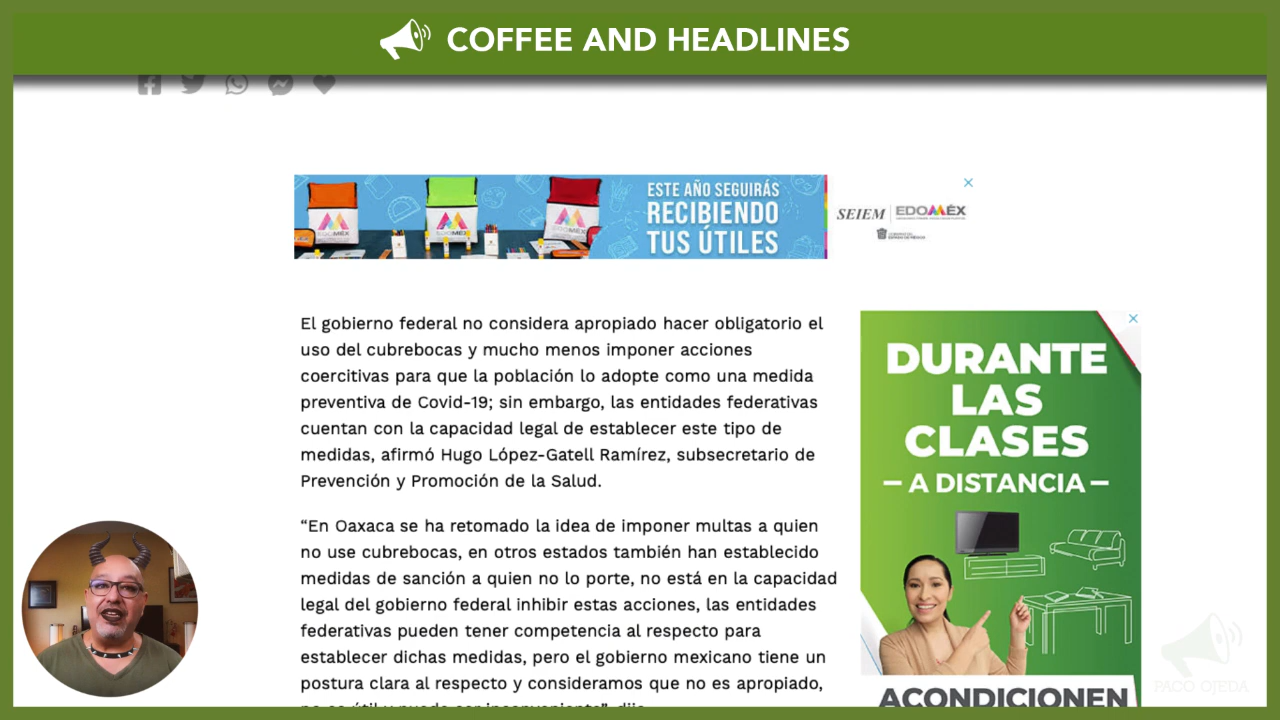 COFFEE AND HEADLINES
ESTE AÑO SEGUIRÁS
RECIBIENDO
TUS ÚTILES
SEIEM
EDOMÉX
El gobierno federal no considera apropiado hacer obligatorio el
uso del cubrebocas y mucho menos imponer acciones
coercitivas para que la población lo adopte como una medida
preventiva de Covid-19; sin embargo, las entidades federativas
cuentan con la capacidad legal de establecer este tipo de
medidas, afirmó Hugo López-Gatell Ramírez, subsecretario de
Prevención y Promoción de la Salud.
“En Oaxaca se ha retomado la idea de imponer multas a quien
no use cubrebocas, en otros estados también han establecido
medidas de sanción a quien no lo porte, no está en la capacidad
legal del gobierno federal inhibir estas acciones, las entidades
federativas pueden tener competencia al respecto para
establecer dichas medidas, pero el gobierno mexicano tiene un
postura clara al respecto y consideramos que no es apropiado,
DURANTE
LAS
CLASES
– A DISTANCIA –
ACONDICIONEN
PACO OJEDA